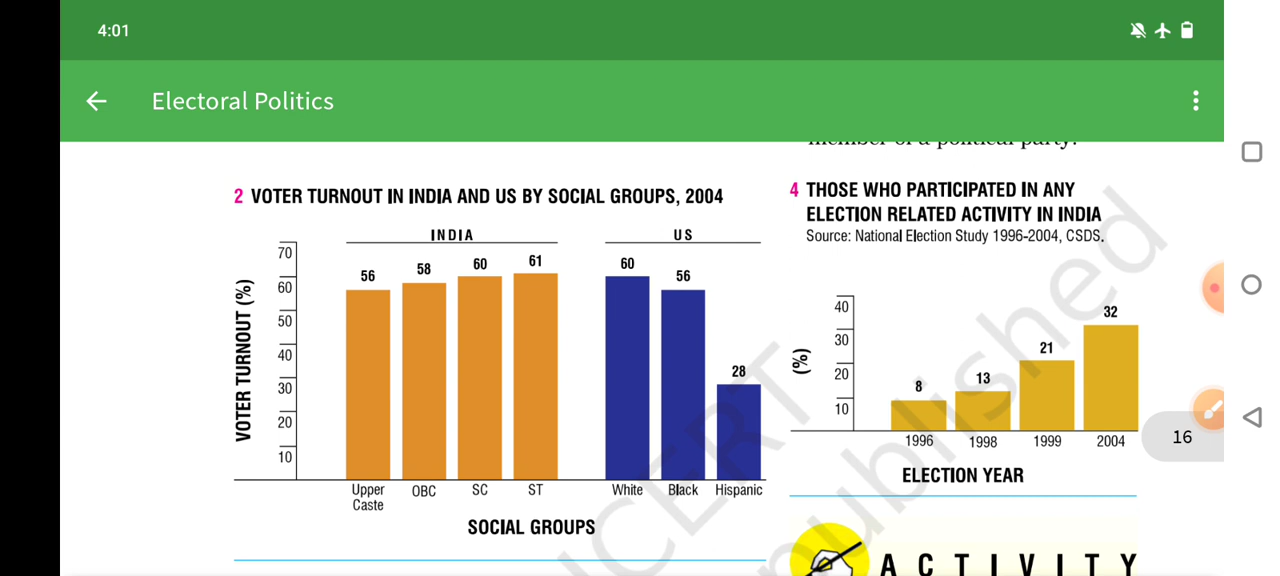 4:01
Electoral Politics
member of a political party.
2 VOTER TURNOUT IN INDIA AND US BY SOCIAL GROUPS, 2004
INDIA
US
VOTER TURNOUT (%)
70
60
50
40
30
20
10
56
58
60
61
60
56
28
Upper
Caste
OBC
SC
ST
White
Black
Hispanic
SOCIAL GROUPS
4 THOSE WHO PARTICIPATED IN ANY
ELECTION RELATED ACTIVITY IN INDIA
Source: National Election Study 1996-2004, CSDS.
(%)
40
30
20
10
8
13
21
32
1996
1998
1999
2004
ELECTION YEAR
16
ACTIVITY
NCERT
published